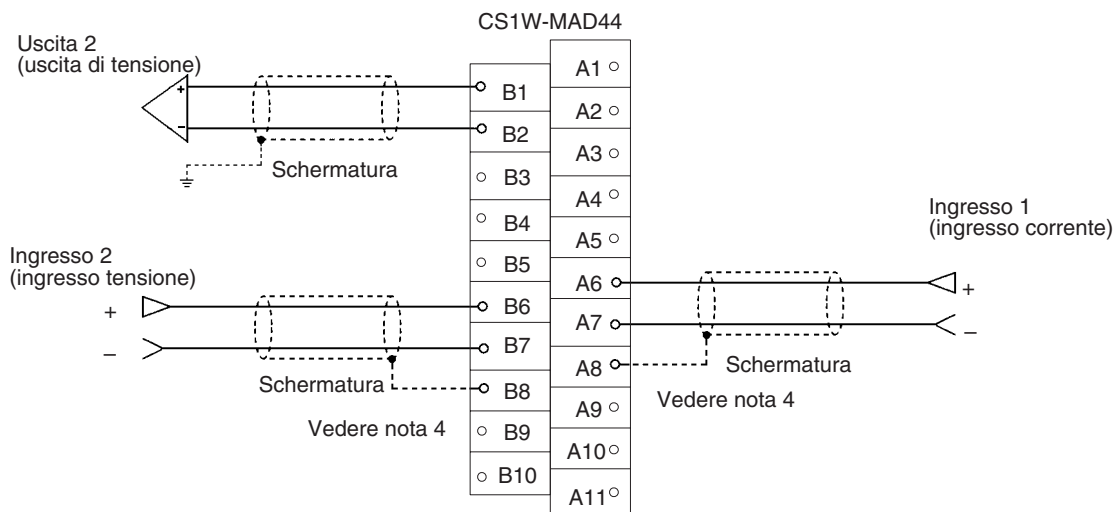 CS1W-MAD44
Uscita 2
(uscita di tensione)
+
−
Schermatura
Ingresso 2
(ingresso tensione)
+
−
Schermatura
Vedere nota 4
B1
B2
B3
B4
B5
B6
B7
B8
B9
B10
A1
A2
A3
A4
A5
A6
A7
A8
A9
A10
A11
Ingresso 1
(ingresso corrente)
+
−
Schermatura
Vedere nota 4